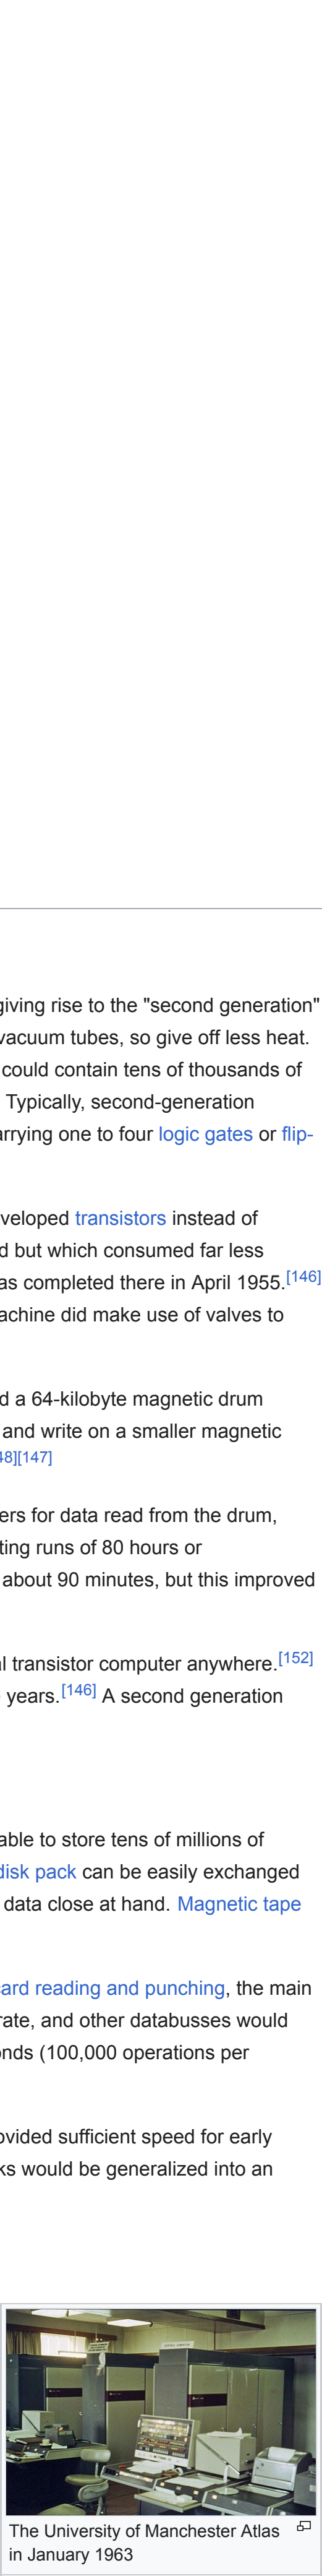 giving rise to the "second generation"
vacuum tubes, so give off less heat.
could contain tens of thousands of
Typically, second-generation
arrying one to four logic gates or flip-
veloped transistors instead of
d but which consumed far less
as completed there in April 1955.[146]
achine did make use of valves to
d a 64-kilobyte magnetic drum
and write on a smaller magnetic
48][147]
ers for data read from the drum,
ting runs of 80 hours or
about 90 minutes, but this improved
l transistor computer anywhere.[152]
years.[146] A second generation
able to store tens of millions of
disk pack can be easily exchanged
data close at hand. Magnetic tape
card reading and punching, the main
rate, and other databusses would
onds (100,000 operations per
ovided sufficient speed for early
ks would be generalized into an
The University of Manchester Atlas
in January 1963